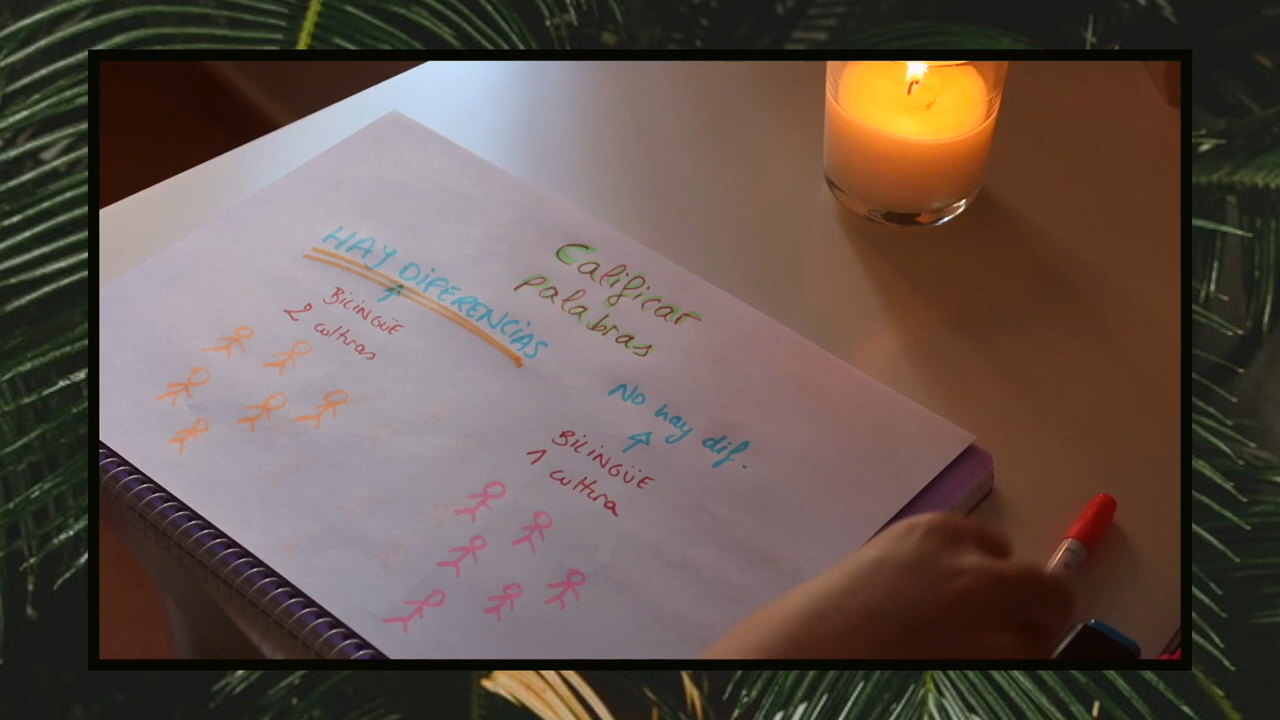 Calificar
palabras
HAY DIFERENCIAS
BILINGÜE
2 culturas
No hay dif.
BILINGÜE
1 cultura